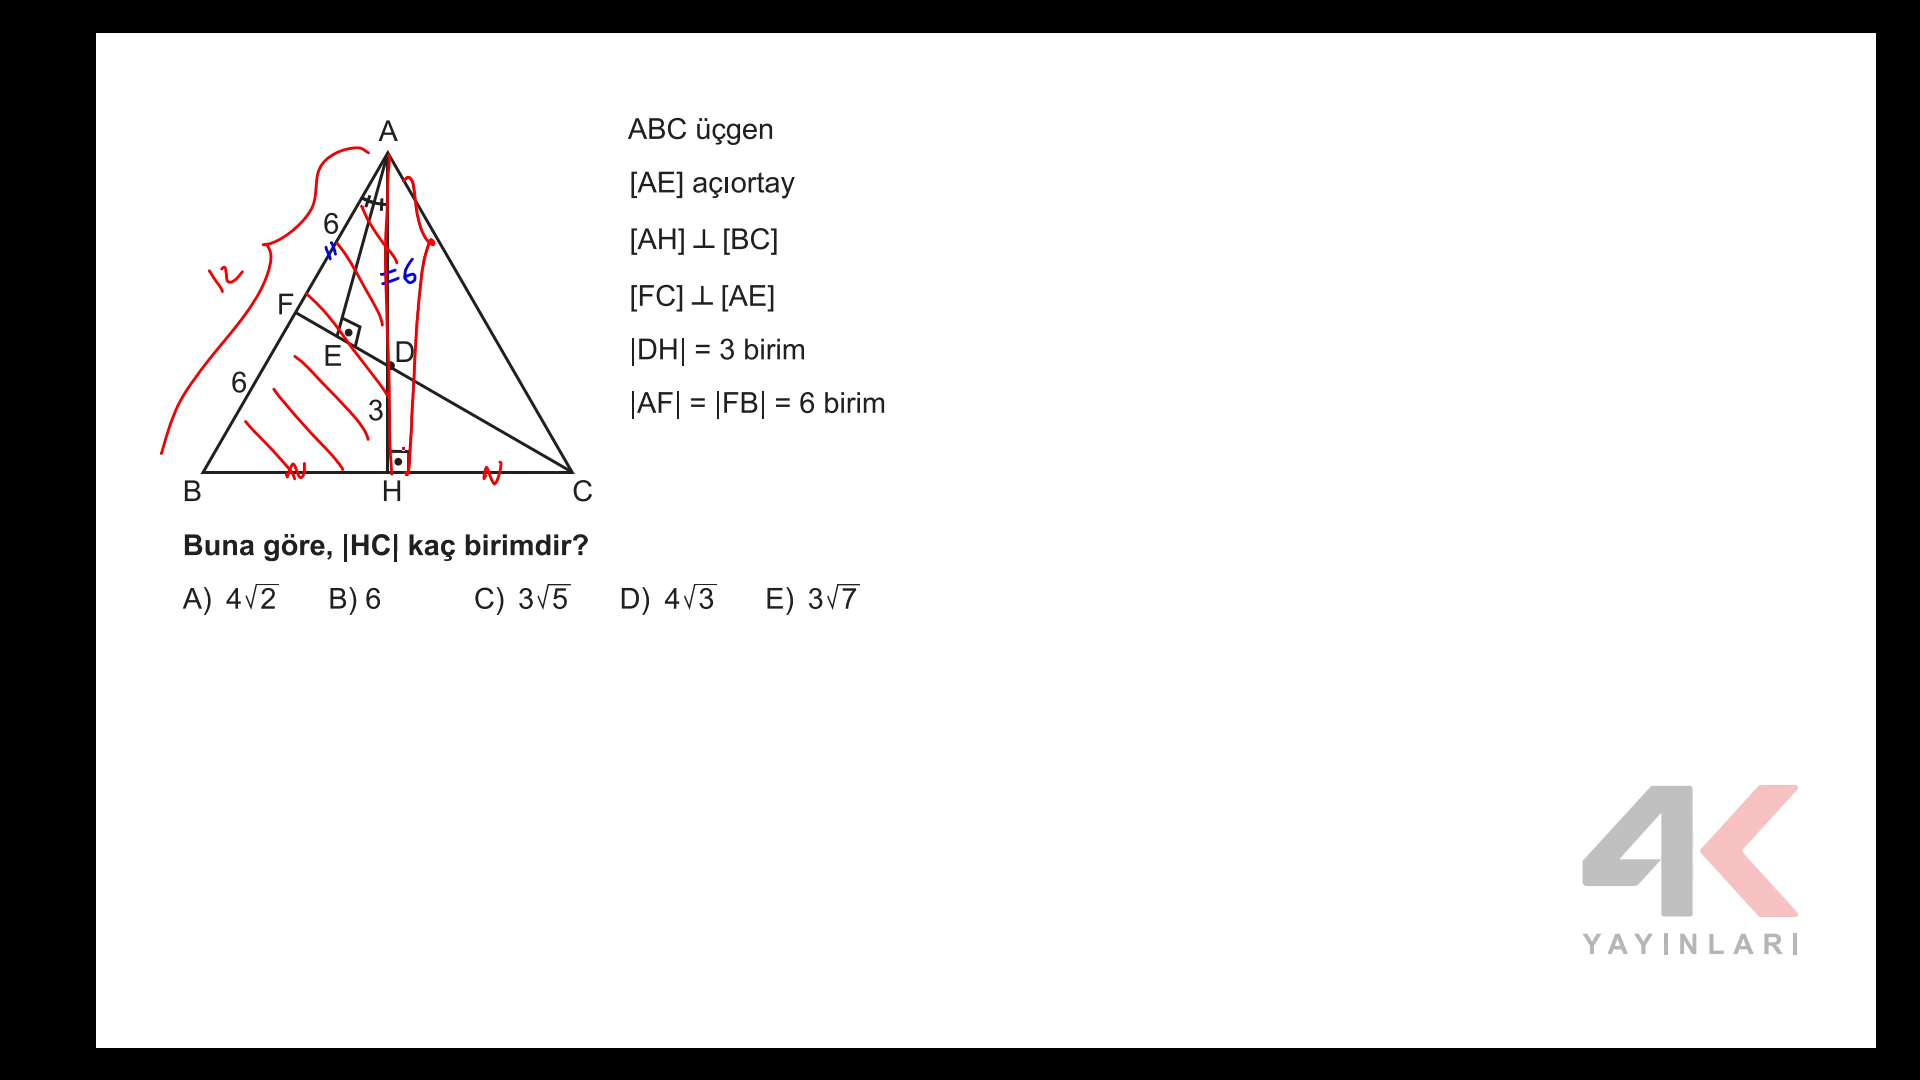 A
ABC üçgen
[AE] açıortay
6
[AH] ⊥ [BC]
=6
12
F
[FC] ⊥ [AE]
E
D
|DH| = 3 birim
6
3
|AF| = |FB| = 6 birim
B
H
C
Buna göre, |HC| kaç birimdir?
A) 4√2 B) 6 C) 3√5 D) 4√3 E) 3√7
4K
YAYINLARI